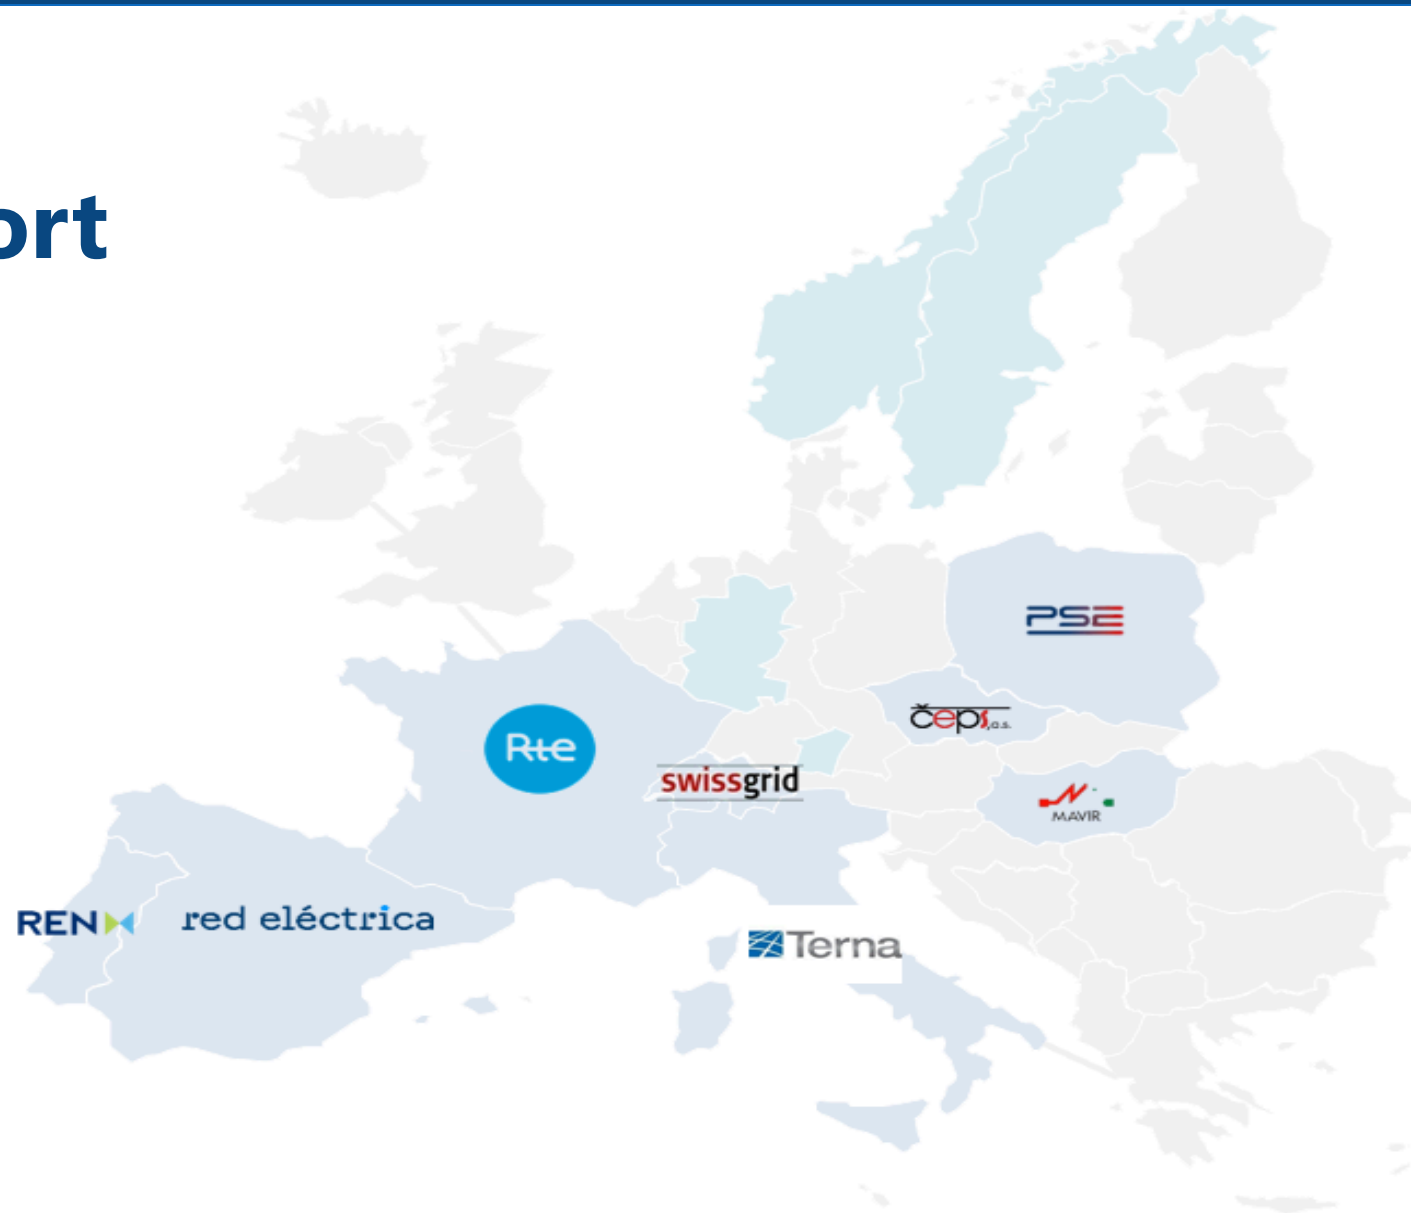 ort
PSE
čeps,a.s.
Rte
swissgrid
MAVIR
REN
red eléctrica
Terna